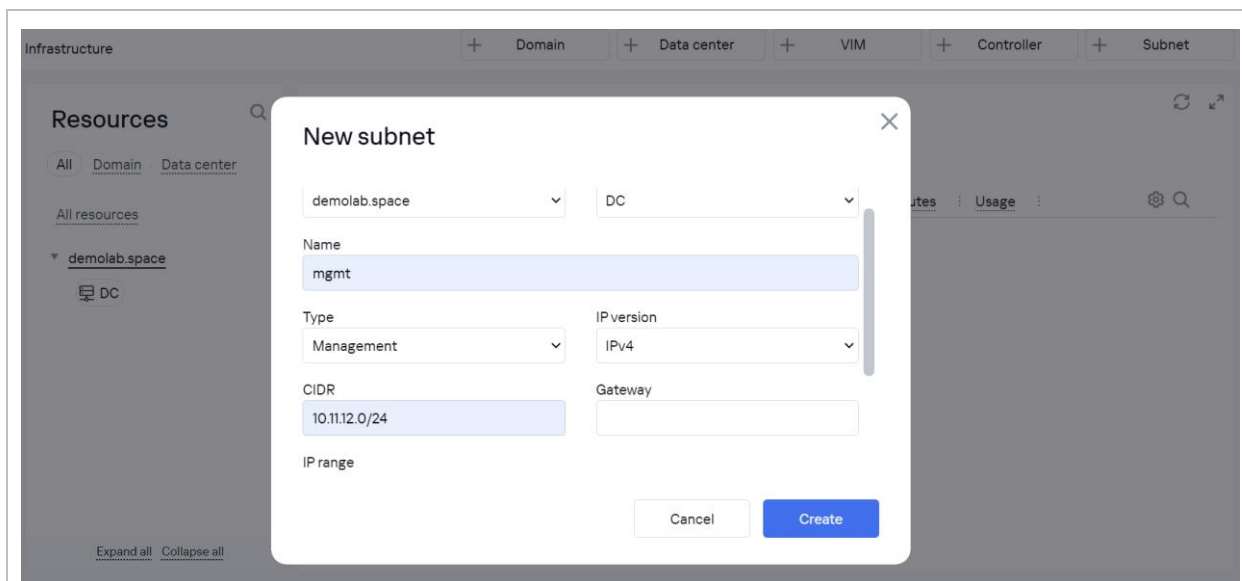 Infrastructure
+ Domain
+ Data center
+ VIM
+ Controller
+ Subnet
Resources
All Domain Data center
All resources
demolab.space
DC
utes Usage
New subnet
demolab.space DC
Name
mgmt
Type IP version
Management IPv4
CIDR Gateway
10.11.12.0/24
IP range
Cancel Create
Expand all Collapse all